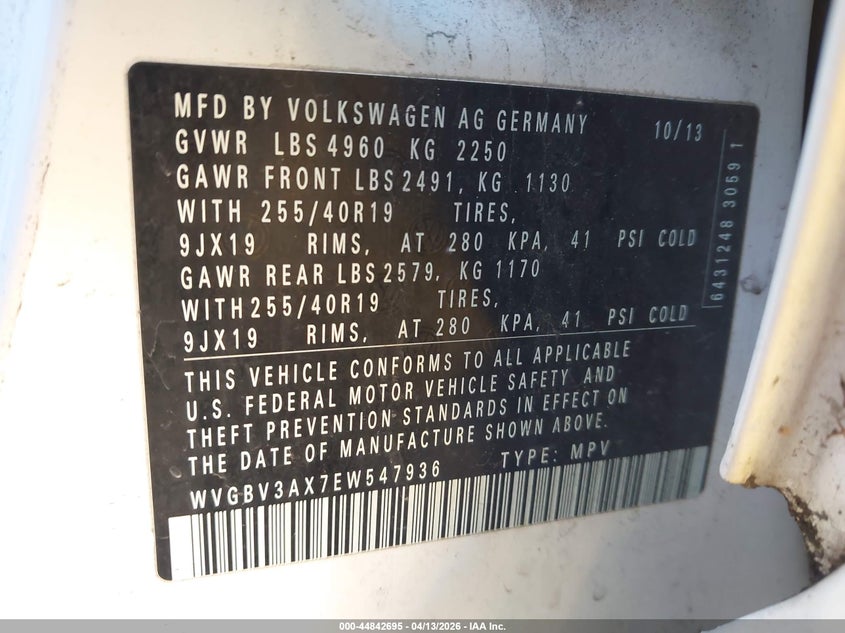 MFD BY VOLKSWAGEN AG GERMANY 10/13
GVWR LBS 4960 KG 2250
GAWR FRONT LBS 2491, KG 1130
WITH 255/40R19 TIRES,
9JX19 RIMS, AT 280 KPA, 41 PSI COLD
GAWR REAR LBS 2579, KG 1170
WITH 255/40R19 TIRES,
9JX19 RIMS, AT 280 KPA, 41 PSI COLD
THIS VEHICLE CONFORMS TO ALL APPLICABLE
U.S. FEDERAL MOTOR VEHICLE SAFETY AND
THEFT PREVENTION STANDARDS IN EFFECT ON
THE DATE OF MANUFACTURE SHOWN ABOVE.
WVGBV3AX7EW547936 TYPE: MPV
6431248 3059 1
000-44842695 - 04/13/2026 - IAA Inc.